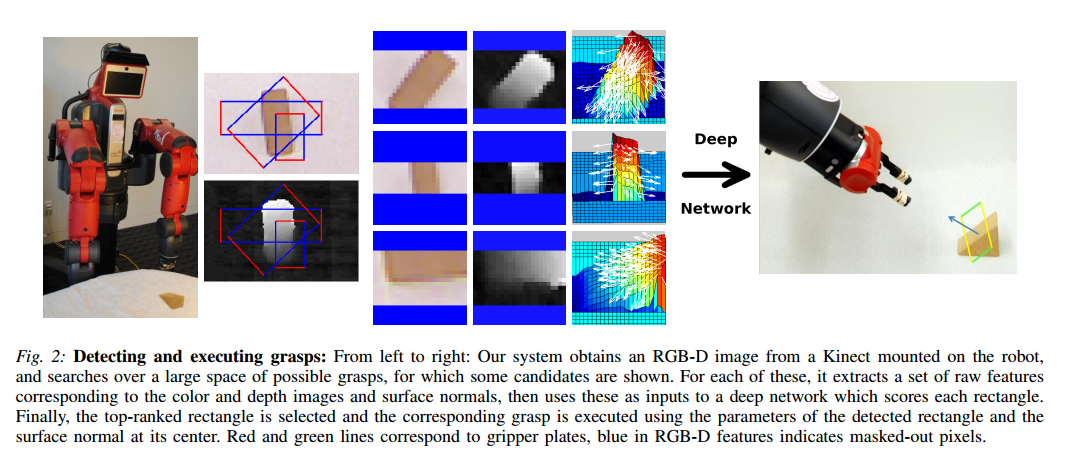 Deep
Network
Fig. 2: Detecting and executing grasps: From left to right: Our system obtains an RGB-D image from a Kinect mounted on the robot,
and searches over a large space of possible grasps, for which some candidates are shown. For each of these, it extracts a set of raw features
corresponding to the color and depth images and surface normals, then uses these as inputs to a deep network which scores each rectangle.
Finally, the top-ranked rectangle is selected and the corresponding grasp is executed using the parameters of the detected rectangle and the
surface normal at its center. Red and green lines correspond to gripper plates, blue in RGB-D features indicates masked-out pixels.